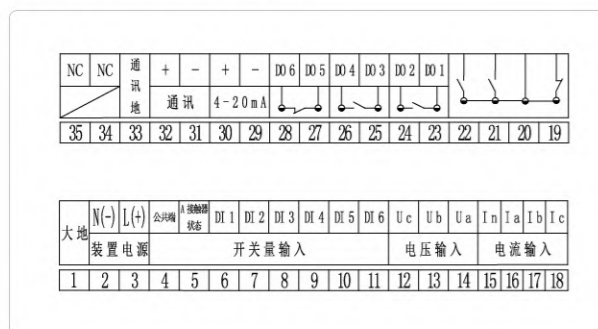 NC NC 通讯地 + - + - DO 6 DO 5 DO 4 DO 3 DO 2 DO 1
通讯 4-20mA
35 34 33 32 31 30 29 28 27 26 25 24 23 22 21 20 19
大地 N(-) L(+) 公共端 A接触器状态 DI 1 DI 2 DI 3 DI 4 DI 5 DI 6 Uc Ub Ua In Ia Ib Ic
装置电源 开关量输入 电压输入 电流输入
1 2 3 4 5 6 7 8 9 10 11 12 13 14 15 16 17 18